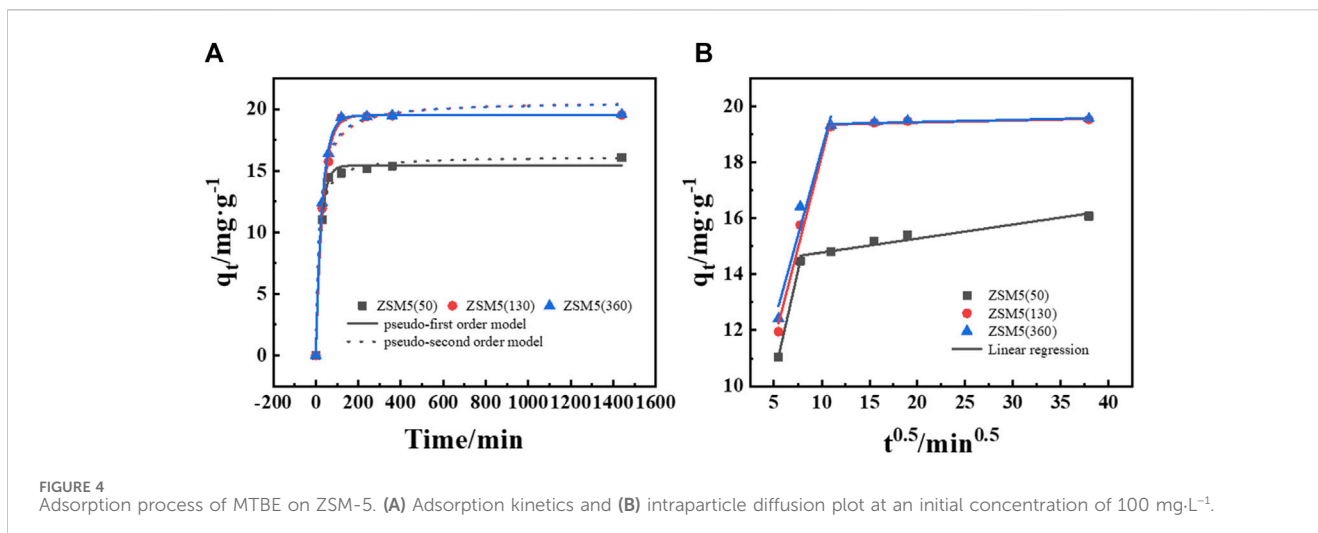 A
B
q_t/mg·g⁻¹
20
15
10
5
0
ZSM5(50) ZSM5(130) ZSM5(360)
pseudo-first order model
pseudo-second order model
-200 0 200 400 600 800 1000 1200 1400 1600
Time/min
q_t/mg·g⁻¹
20
18
16
14
12
10
ZSM5(50)
ZSM5(130)
ZSM5(360)
Linear regression
5 10 15 20 25 30 35 40
t⁰·⁵/min⁰·⁵
FIGURE 4
Adsorption process of MTBE on ZSM-5. (A) Adsorption kinetics and (B) intraparticle diffusion plot at an initial concentration of 100 mg·L⁻¹.